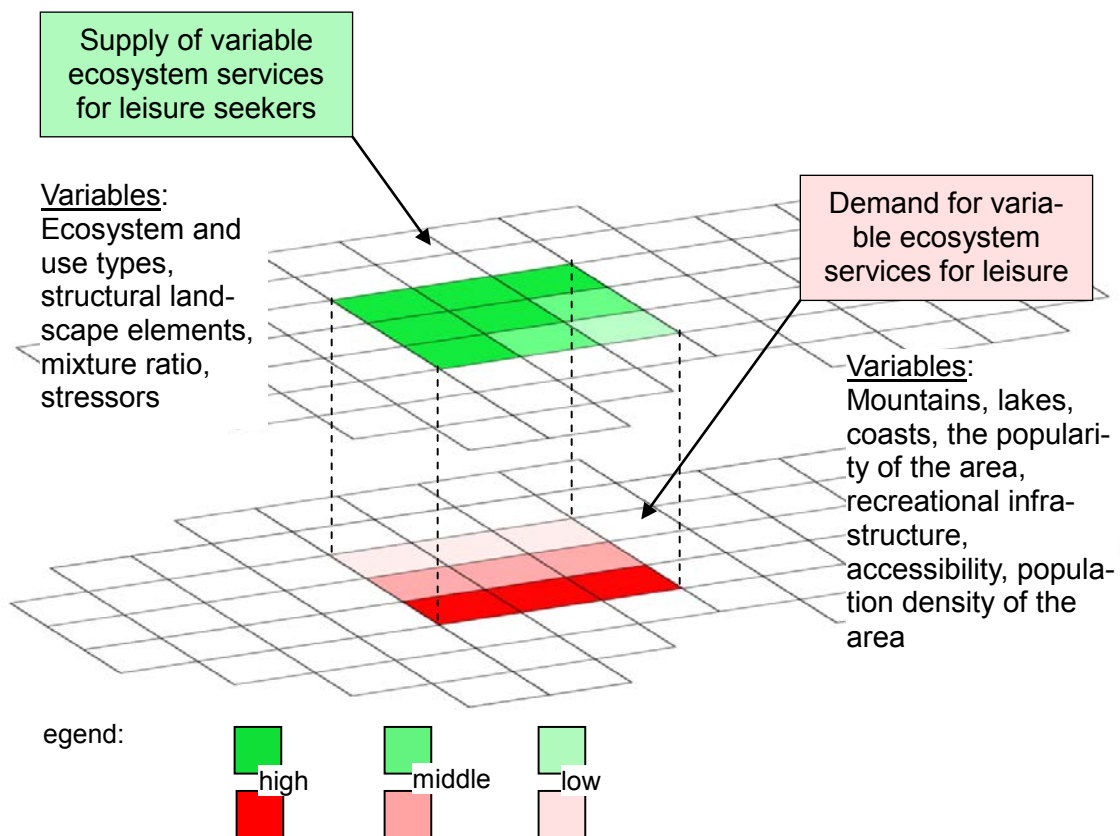 Supply of variable
ecosystem services
for leisure seekers
Variables:
Ecosystem and
use types,
structural land-
scape elements,
mixture ratio,
stressors
Demand for varia-
ble ecosystem
services for leisure
Variables:
Mountains, lakes,
coasts, the populari-
ty of the area,
recreational infra-
structure,
accessibility, popula-
tion density of the
area
egend:
high
middle
low